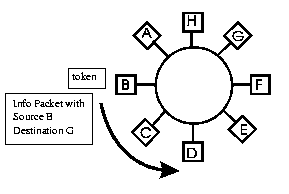 H
A
G
token
B
F
Info Packet with
Source B
Destination G
C
E
D